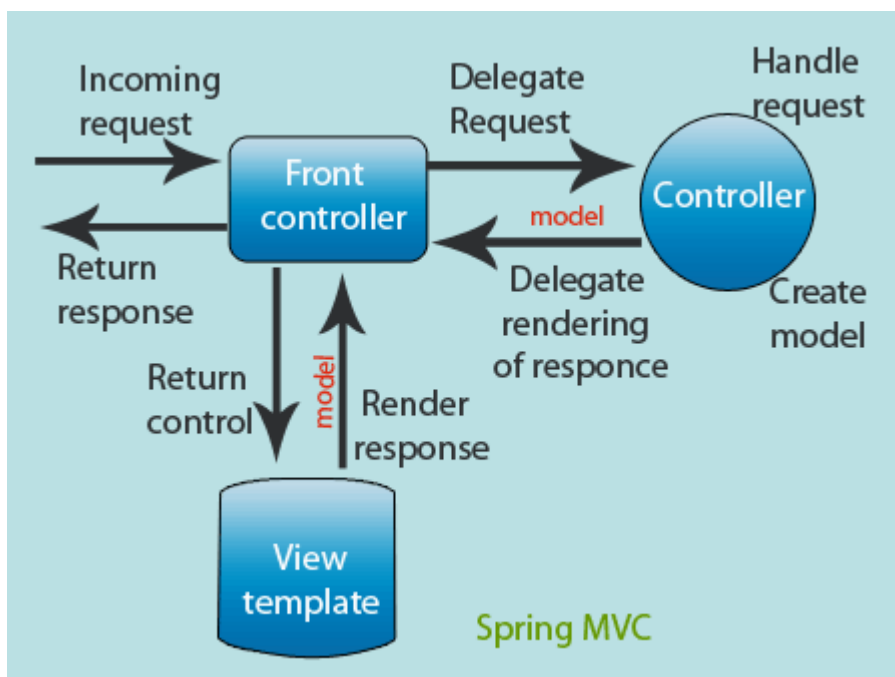 Incoming
request
Delegate
Request
Handle
request
Front
controller
Controller
model
Return
response
Delegate
rendering
of responce
Create
model
Return
control
model
Render
response
View
template
Spring MVC